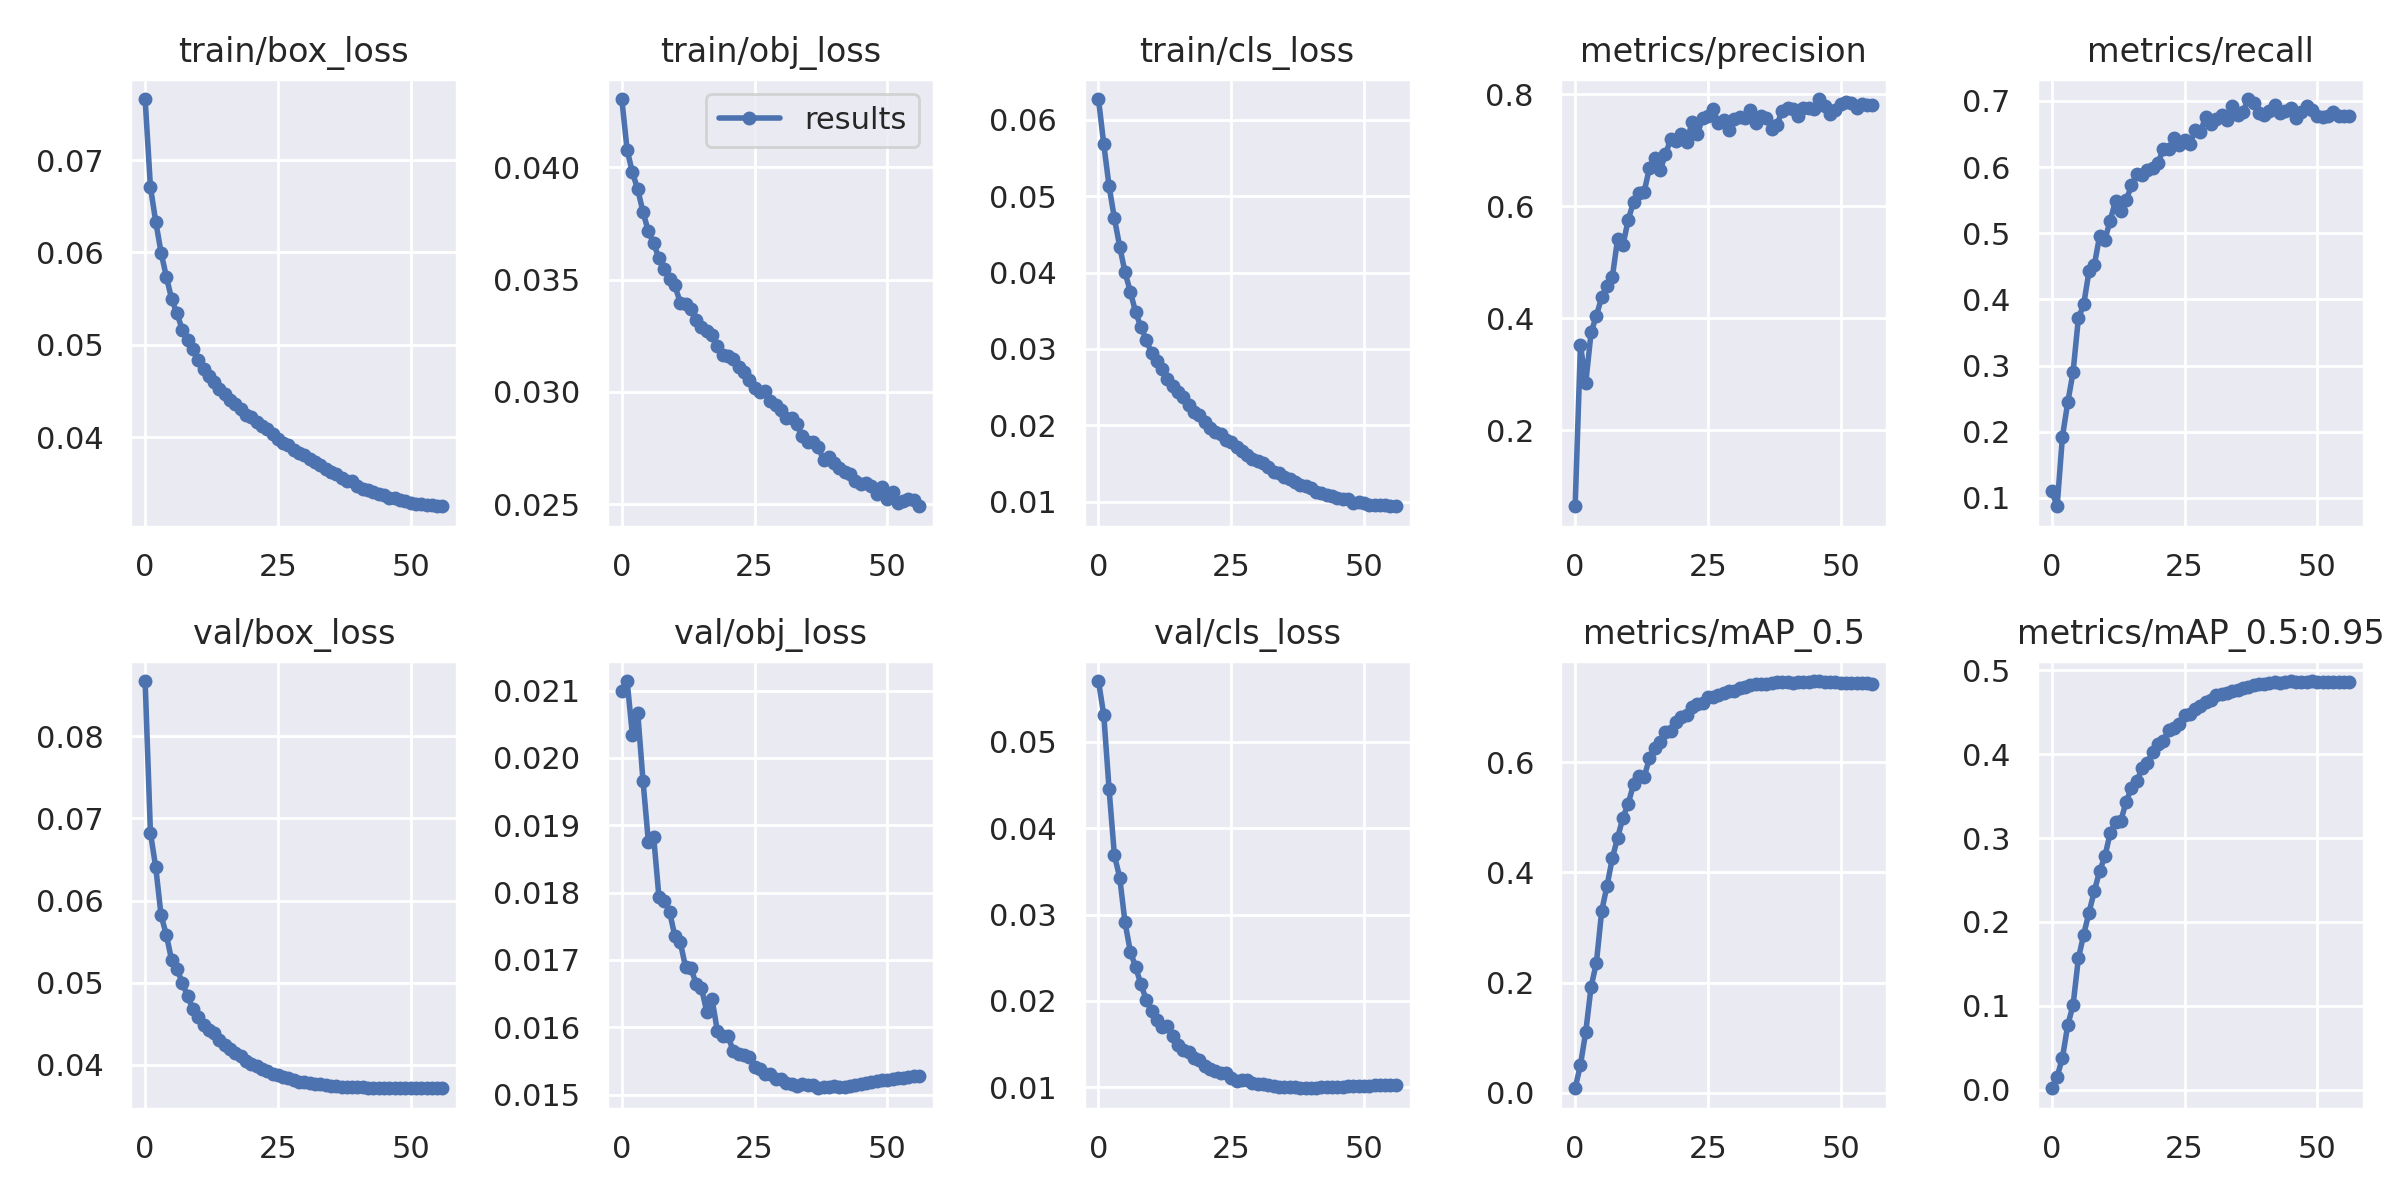 train/box_loss
0.07
0.06
0.05
0.04
0 25 50
train/obj_loss
results
0.040
0.035
0.030
0.025
0 25 50
train/cls_loss
0.06
0.05
0.04
0.03
0.02
0.01
0 25 50
metrics/precision
0.8
0.6
0.4
0.2
0 25 50
metrics/recall
0.7
0.6
0.5
0.4
0.3
0.2
0.1
0 25 50
val/box_loss
0.08
0.07
0.06
0.05
0.04
0 25 50
val/obj_loss
0.021
0.020
0.019
0.018
0.017
0.016
0.015
0 25 50
val/cls_loss
0.05
0.04
0.03
0.02
0.01
0 25 50
metrics/mAP_0.5
0.6
0.4
0.2
0.0
0 25 50
metrics/mAP_0.5:0.95
0.5
0.4
0.3
0.2
0.1
0.0
0 25 50